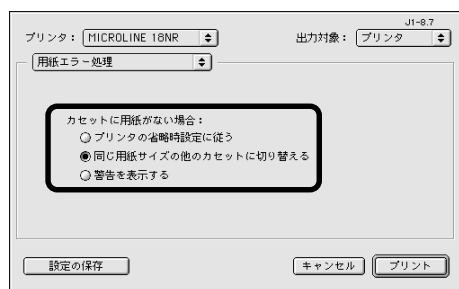 J1-8.7
プリンタ： MICROLINE 18NR 出力対象： プリンタ
用紙エラー処理
カセットに用紙がない場合：
プリンタの省略時設定に従う
同じ用紙サイズの他のカセットに切り替える
警告を表示する
設定の保存 キャンセル プリント